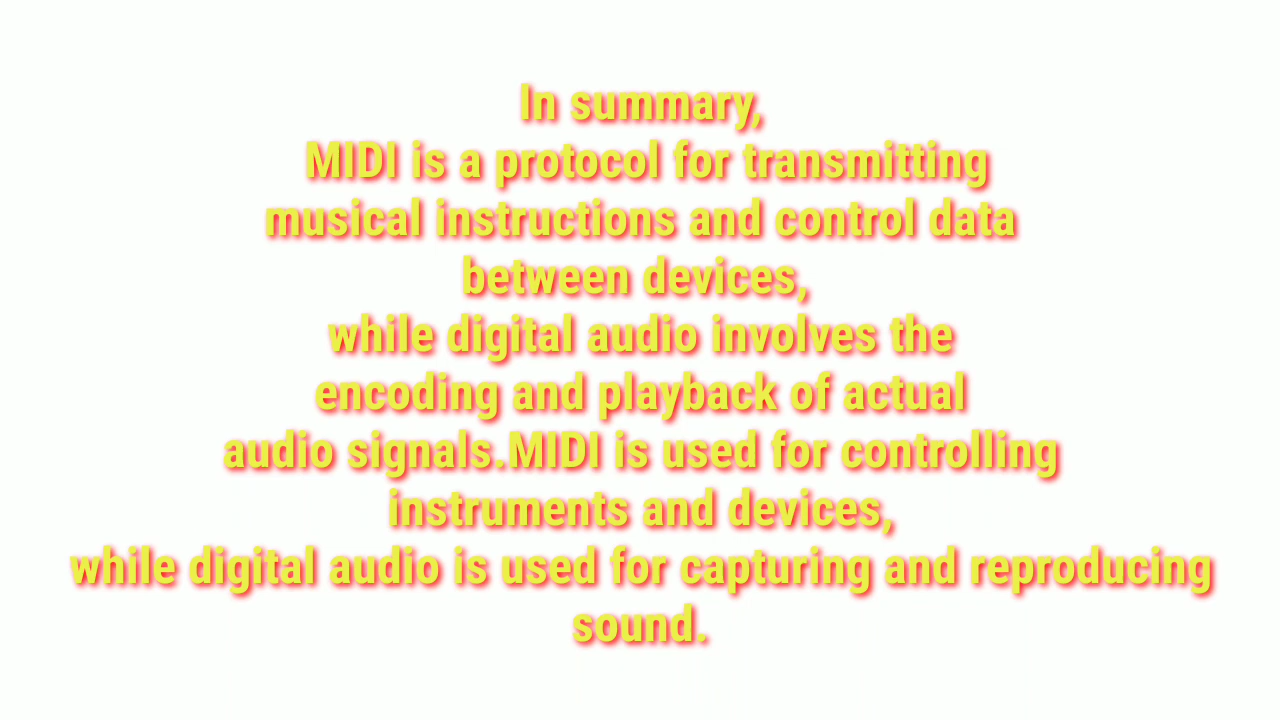 In summary,
MIDI is a protocol for transmitting
musical instructions and control data
between devices,
while digital audio involves the
encoding and playback of actual
audio signals.MIDI is used for controlling
instruments and devices,
while digital audio is used for capturing and reproducing
sound.